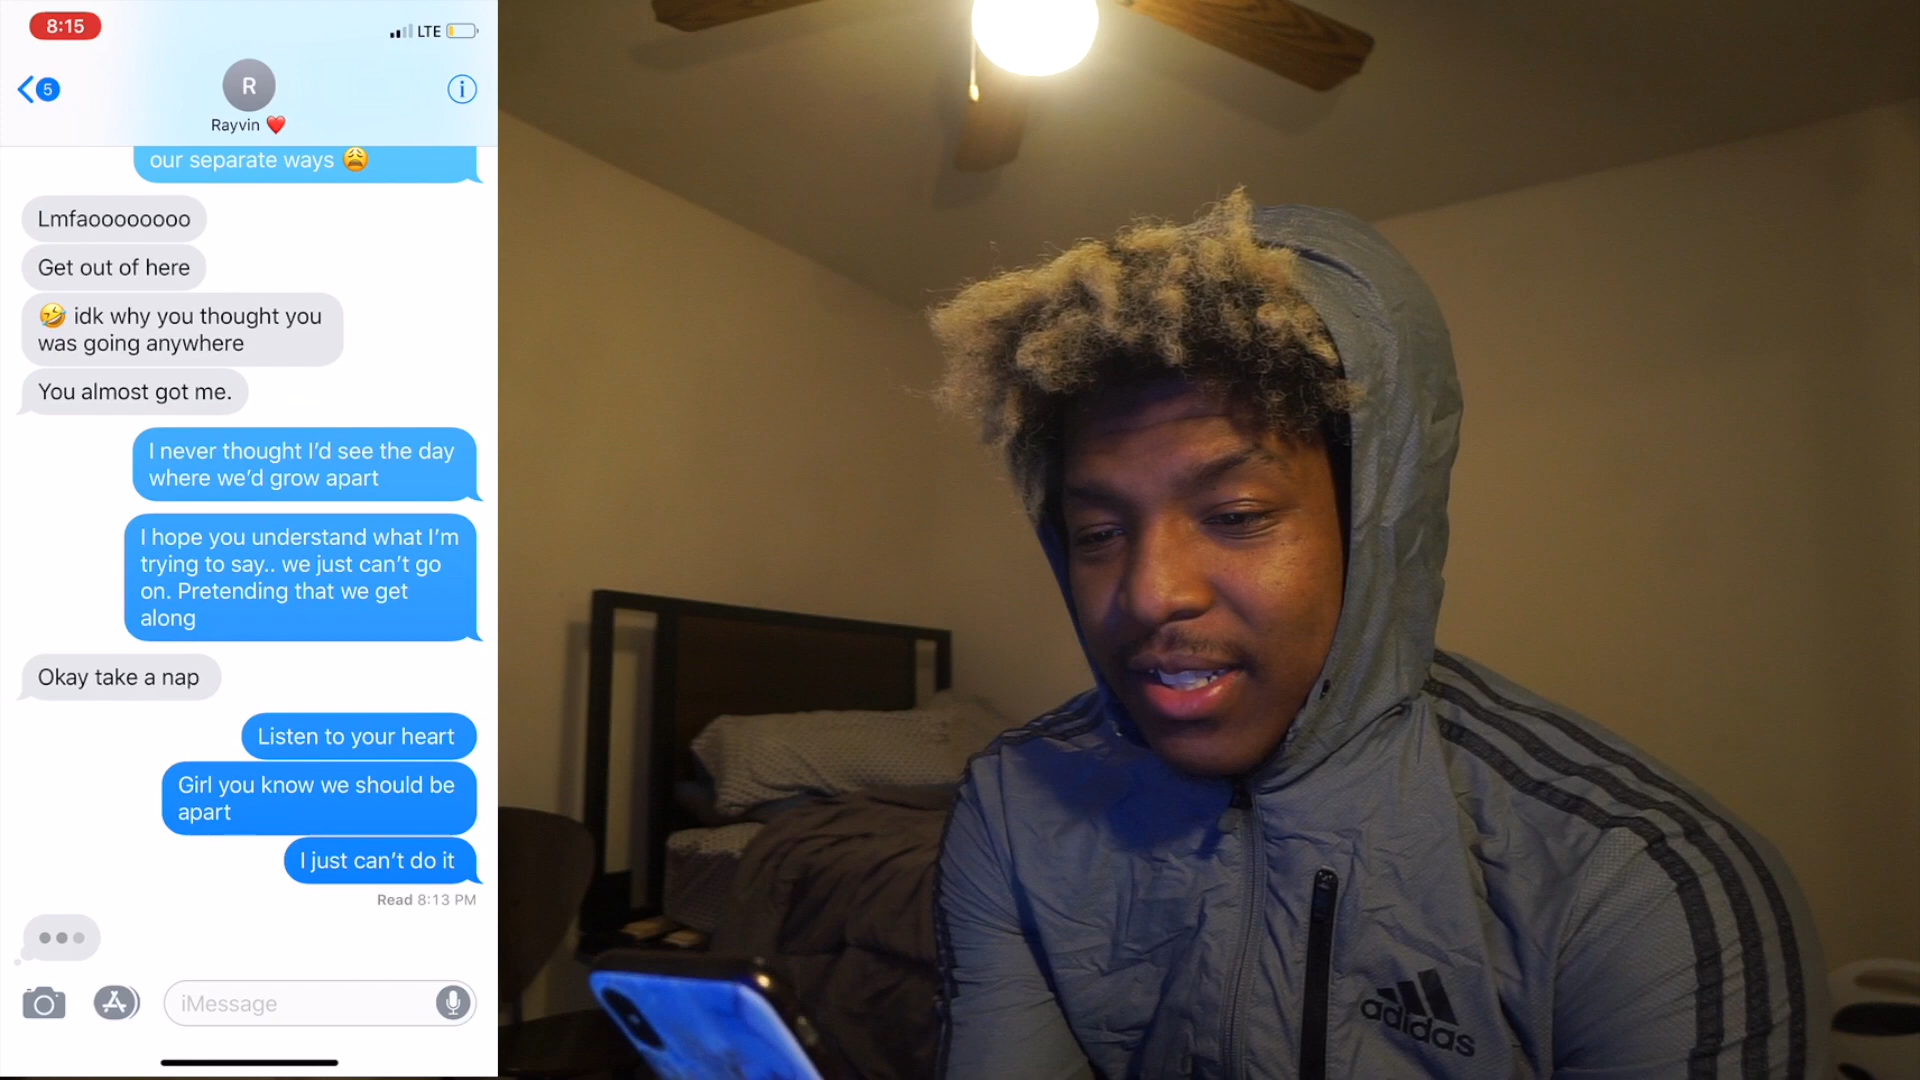 8:15
LTE
5
R
Rayvin ❤️
our separate ways 😩
Lmfaoooooooo
Get out of here
🤣 idk why you thought you
was going anywhere
You almost got me.
I never thought I’d see the day
where we’d grow apart
I hope you understand what I’m
trying to say.. we just can’t go
on. Pretending that we get
along
Okay take a nap
Listen to your heart
Girl you know we should be
apart
I just can’t do it
Read 8:13 PM
iMessage
adidas